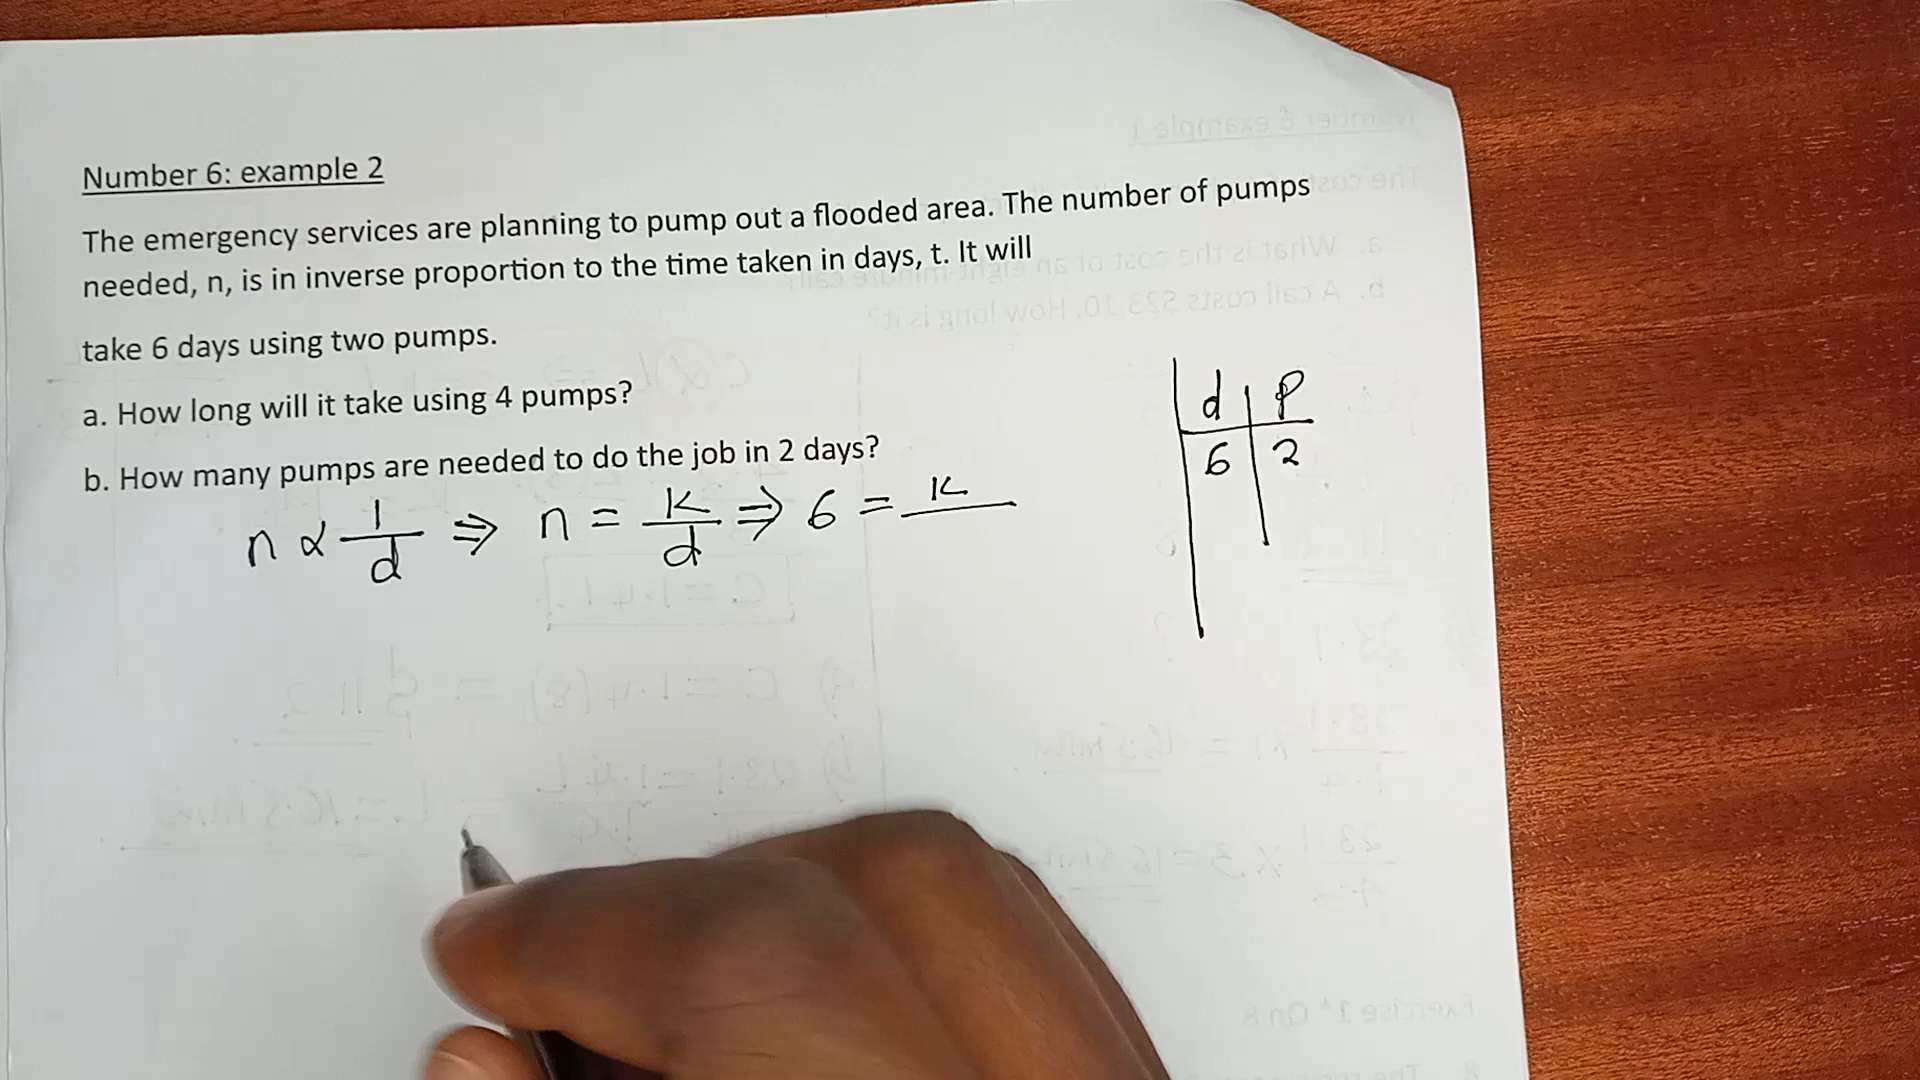 Number 6: example 2
The emergency services are planning to pump out a flooded area. The number of pumps
needed, n, is in inverse proportion to the time taken in days, t. It will
take 6 days using two pumps.
a. How long will it take using 4 pumps?
b. How many pumps are needed to do the job in 2 days?
n ∝ 1/d ⇒ n = K/d ⇒ 6 = K/
d P
6 2